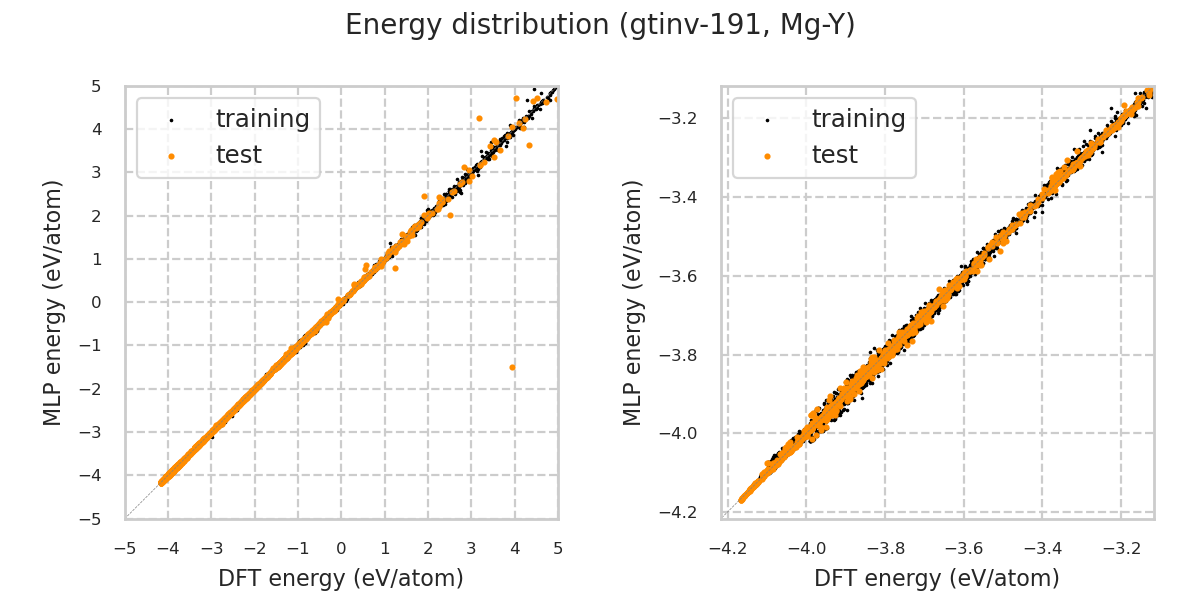 Energy distribution (gtinv-191, Mg-Y)
MLP energy (eV/atom)
5
4
3
2
1
0
−1
−2
−3
−4
−5
training
test
−5 −4 −3 −2 −1 0 1 2 3 4 5
DFT energy (eV/atom)
MLP energy (eV/atom)
−3.2
−3.4
−3.6
−3.8
−4.0
−4.2
training
test
−4.2 −4.0 −3.8 −3.6 −3.4 −3.2
DFT energy (eV/atom)